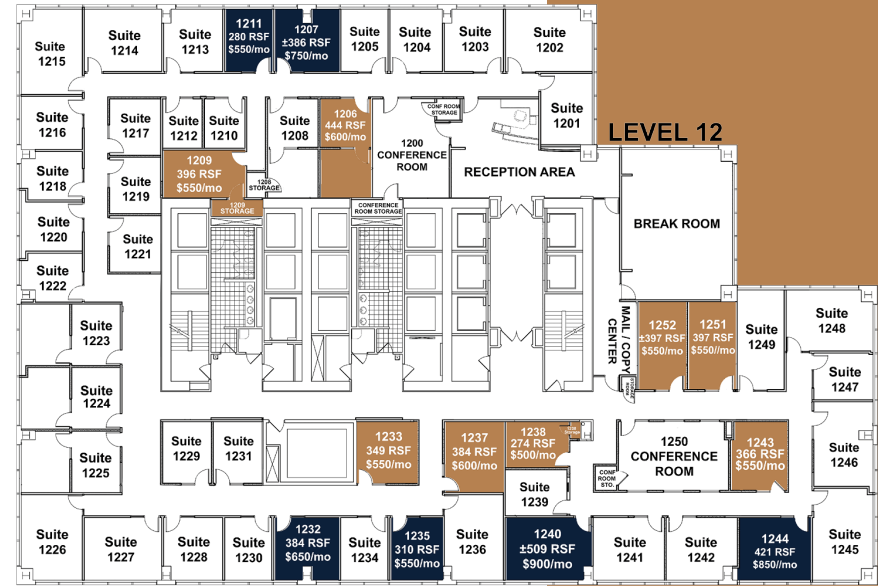 Suite
1215
Suite
1214
Suite
1213
1211
280 RSF
$550/mo
1207
±386 RSF
$750/mo
Suite
1205
Suite
1204
Suite
1203
Suite
1202
Suite
1216
Suite
1217
Suite
1212
Suite
1210
Suite
1208
1206
444 RSF
$600/mo
CONF ROOM
STORAGE
Suite
1201
LEVEL 12
1200
CONFERENCE
ROOM
RECEPTION AREA
1209
396 RSF
$550/mo
1208
STORAGE
Suite
1218
Suite
1219
1209
STORAGE
CONFERENCE
ROOM STORAGE
Suite
1220
Suite
1221
BREAK ROOM
Suite
1222
Suite
1223
MAIL / COPY
CENTER
1252
±397 RSF
$550/mo
1251
397 RSF
$550//mo
Suite
1249
Suite
1248
Suite
1247
STORAGE
ROOM
Suite
1224
Suite
1225
Suite
1229
Suite
1231
1233
349 RSF
$550/mo
1237
384 RSF
$600/mo
1238
274 RSF
$500/mo
1238
Storage
1250
CONFERENCE
ROOM
CONF
ROOM
STO.
1243
366 RSF
$550/mo
Suite
1246
Suite
1239
Suite
1226
Suite
1227
Suite
1228
Suite
1230
1232
384 RSF
$650/mo
Suite
1234
1235
310 RSF
$550/mo
Suite
1236
1240
±509 RSF
$900/mo
Suite
1241
Suite
1242
1244
421 RSF
$850//mo
Suite
1245